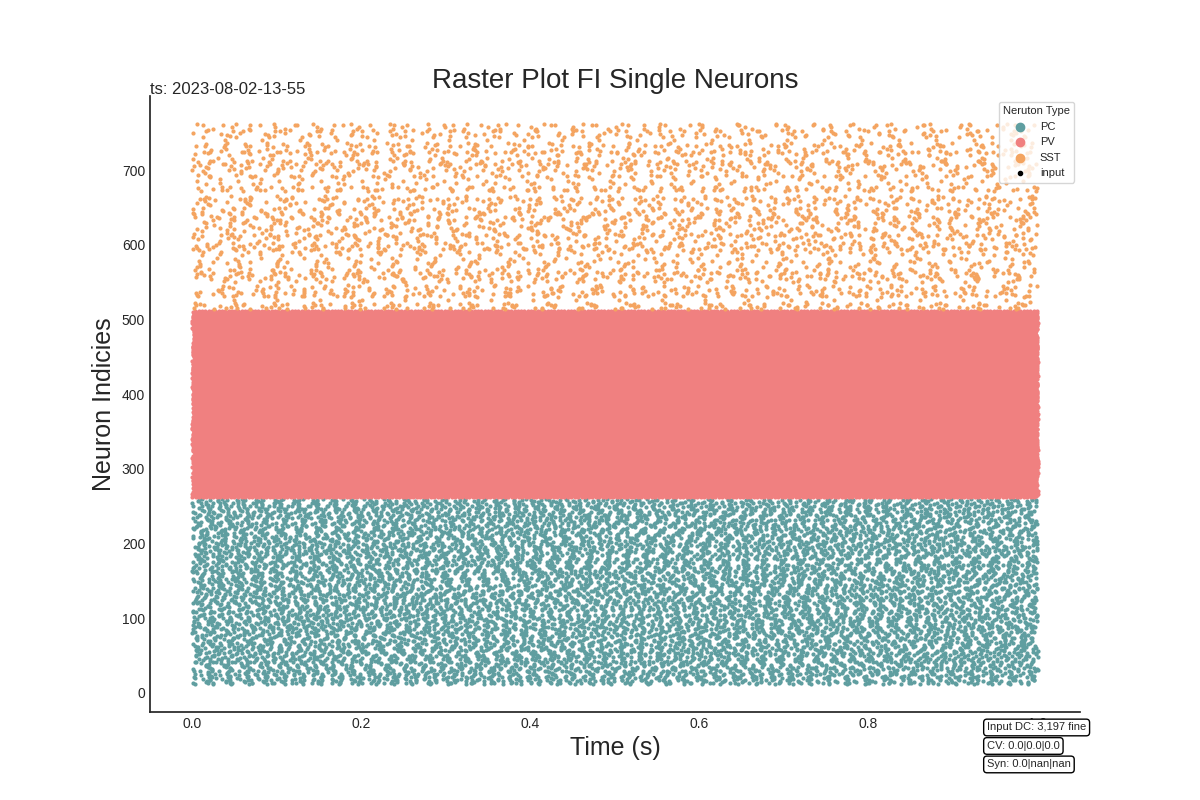 Raster Plot FI Single Neurons
ts: 2023-08-02-13-55
Neruton Type
PC
PV
SST
input
Neuron Indicies
700
600
500
400
300
200
100
0
0.0
0.2
0.4
0.6
0.8
Time (s)
Input DC: 3,197 fine
CV: 0.0|0.0|0.0
Syn: 0.0|nan|nan